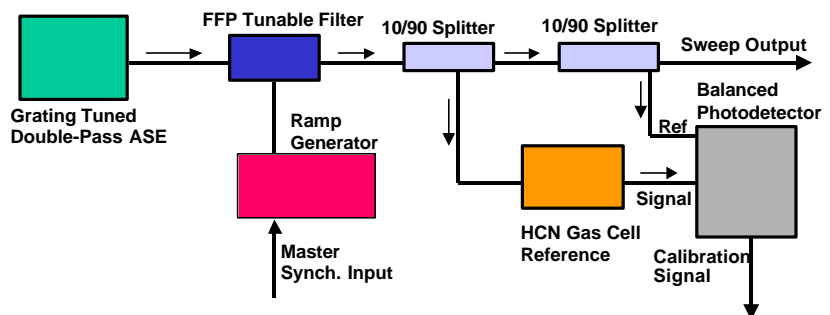 FFP Tunable Filter
10/90 Splitter
10/90 Splitter
Sweep Output
Grating Tuned
Double-Pass ASE
Ramp
Generator
Ref
Balanced
Photodetector
Signal
HCN Gas Cell
Reference
Master
Synch. Input
Calibration
Signal